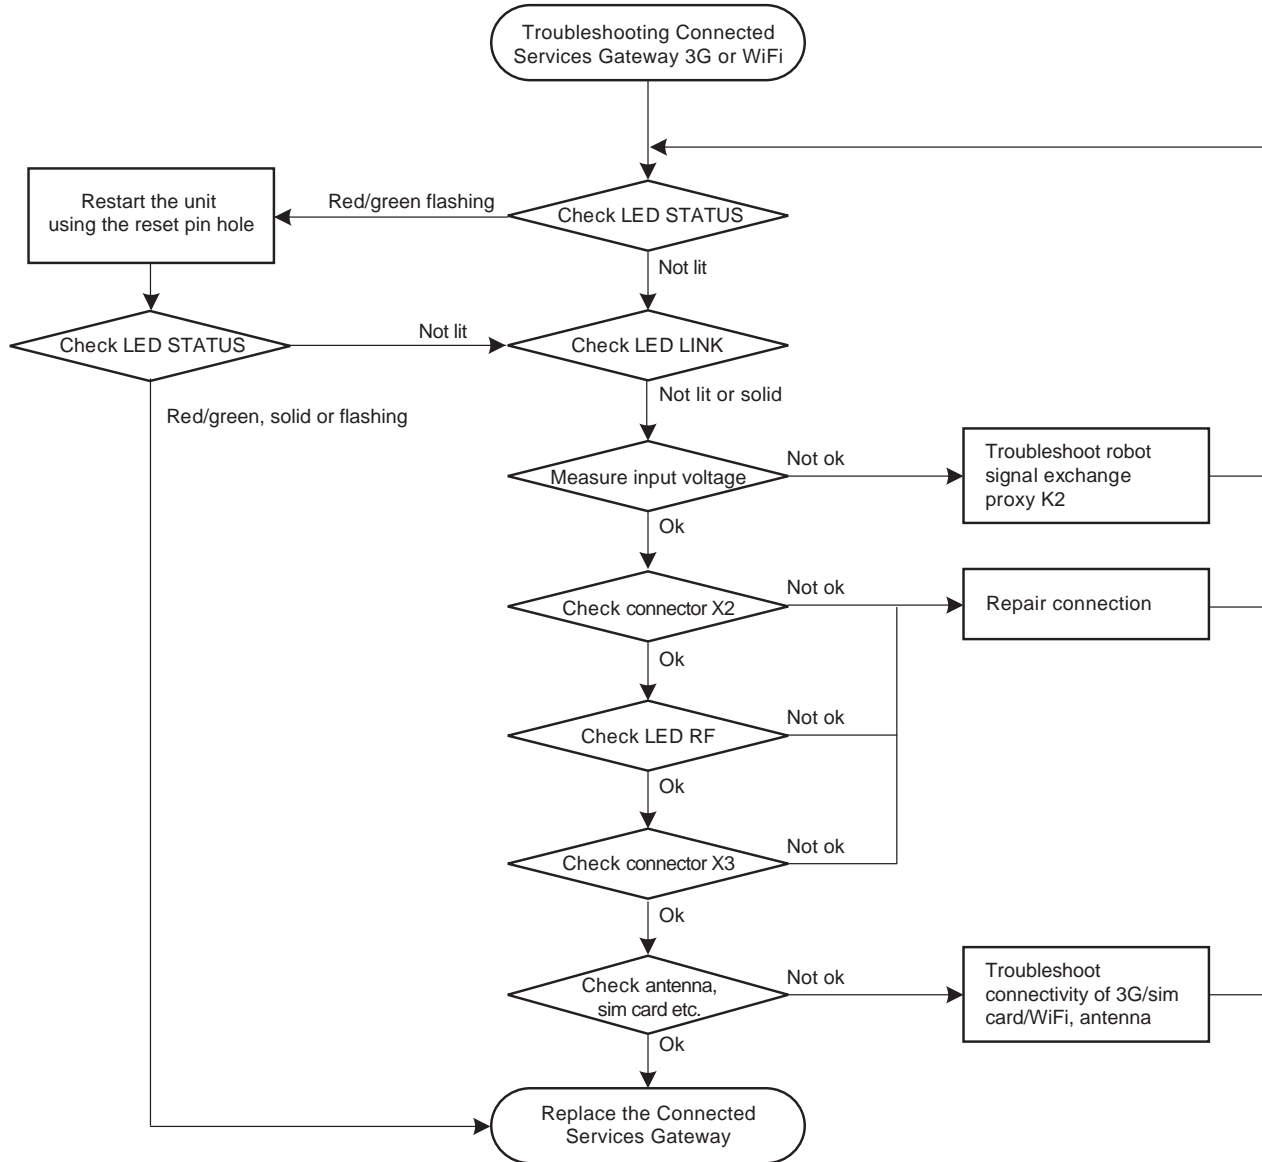 Troubleshooting Connected
Services Gateway 3G or WiFi
Restart the unit
using the reset pin hole
Red/green flashing
Check LED STATUS
Not lit
Check LED STATUS
Not lit
Check LED LINK
Red/green, solid or flashing
Not lit or solid
Measure input voltage
Not ok
Troubleshoot robot
signal exchange
proxy K2
Ok
Check connector X2
Not ok
Repair connection
Ok
Check LED RF
Not ok
Ok
Check connector X3
Not ok
Ok
Check antenna,
sim card etc.
Not ok
Troubleshoot
connectivity of 3G/sim
card/WiFi, antenna
Ok
Replace the Connected
Services Gateway